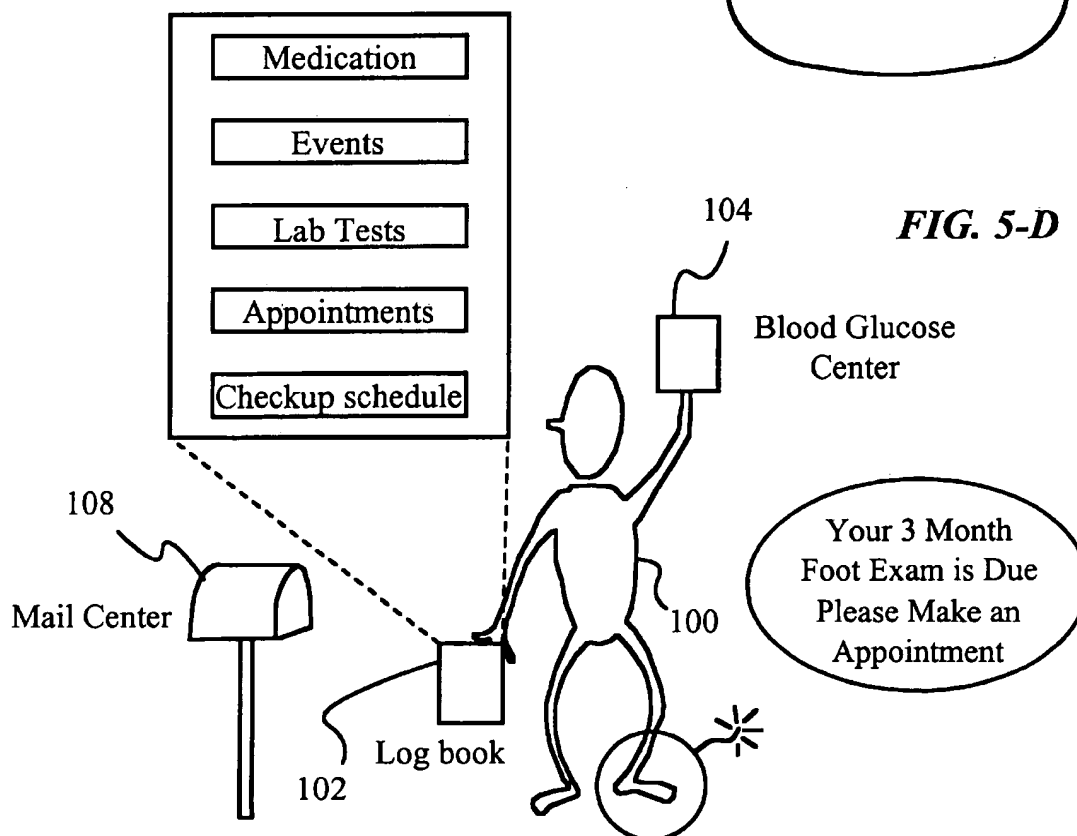 Medication
Events
Lab Tests
Appointments
Checkup schedule
104
FIG. 5-D
Blood Glucose
Center
108
Mail Center
100
Your 3 Month
Foot Exam is Due
Please Make an
Appointment
Log book
102